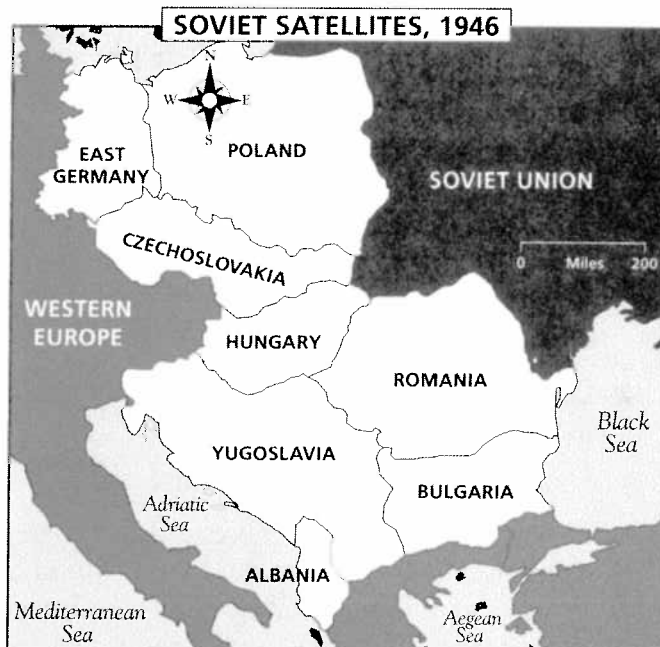 SOVIET SATELLITES, 1946
N
W E
S
EAST
GERMANY
POLAND
SOVIET UNION
0 Miles 200
CZECHOSLOVAKIA
WESTERN
EUROPE
HUNGARY
ROMANIA
Black
Sea
YUGOSLAVIA
BULGARIA
Adriatic
Sea
ALBANIA
Mediterranean
Sea
Aegean
Sea